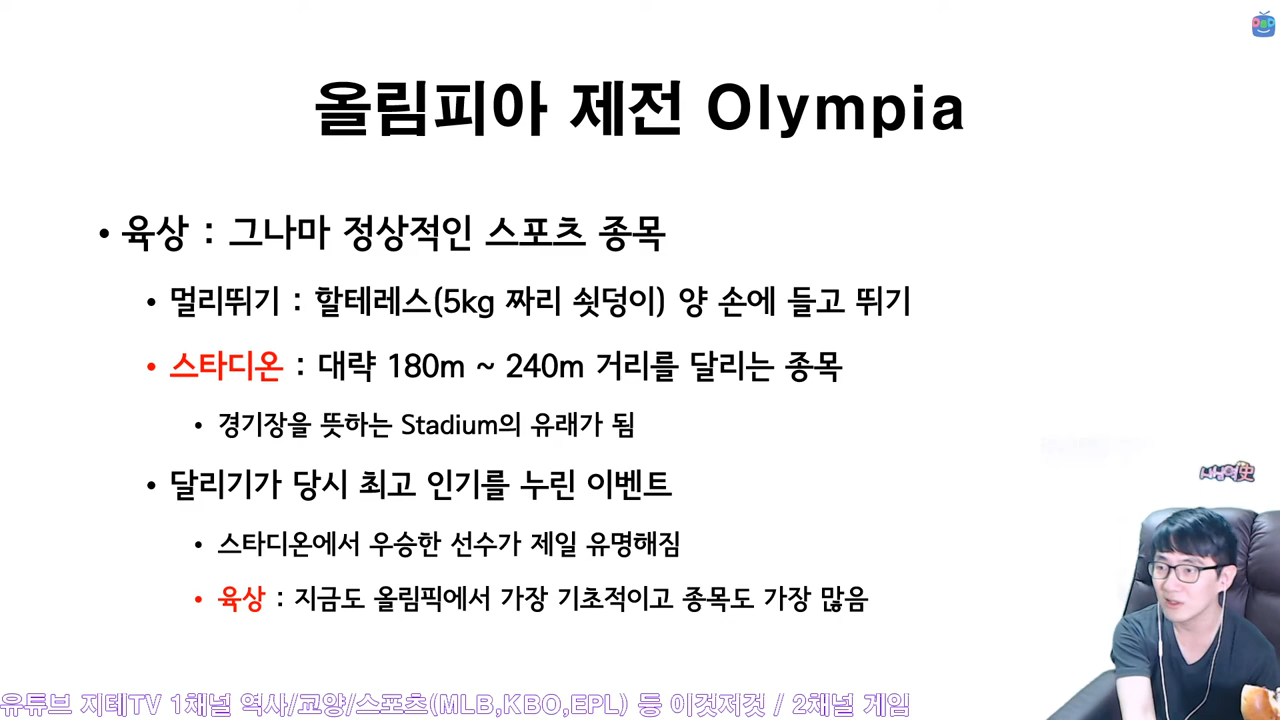 올림피아 제전 Olympia
• 육상 : 그나마 정상적인 스포츠 종목
• 멀리뛰기 : 할테레스(5kg 짜리 쇳덩이) 양 손에 들고 뛰기
• 스타디온 : 대략 180m ~ 240m 거리를 달리는 종목
• 경기장을 뜻하는 Stadium의 유래가 됨
• 달리기가 당시 최고 인기를 누린 이벤트
• 스타디온에서 우승한 선수가 제일 유명해짐
• 육상 : 지금도 올림픽에서 가장 기초적이고 종목도 가장 많음
유튜브 지테TV 1채널 역사/교양/스포츠(MLB,KBO,EPL) 등 이것저것 / 2채널 게임